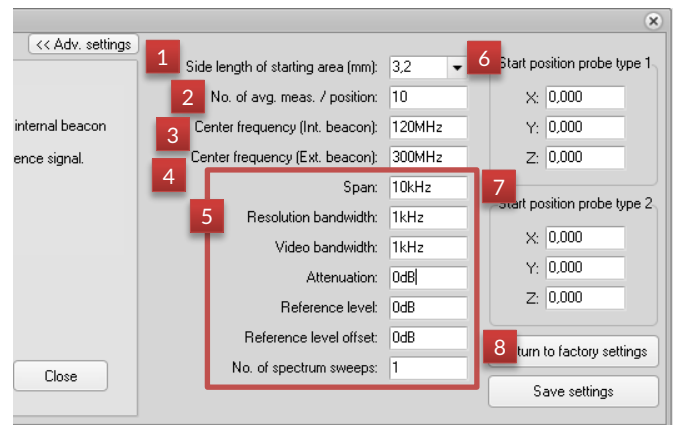 << Adv. settings
internal beacon
ence signal.
Close
1
Side length of starting area (mm): 3,2
2
No. of avg. meas. / position: 10
3
Center frequency (Int. beacon): 120MHz
4
Center frequency (Ext. beacon): 300MHz
5
Span: 10kHz
Resolution bandwidth: 1kHz
Video bandwidth: 1kHz
Attenuation: 0dB
Reference level: 0dB
Reference level offset: 0dB
No. of spectrum sweeps: 1
6
Start position probe type 1
X: 0,000
Y: 0,000
Z: 0,000
7
Start position probe type 2
X: 0,000
Y: 0,000
Z: 0,000
8
turn to factory settings
Save settings